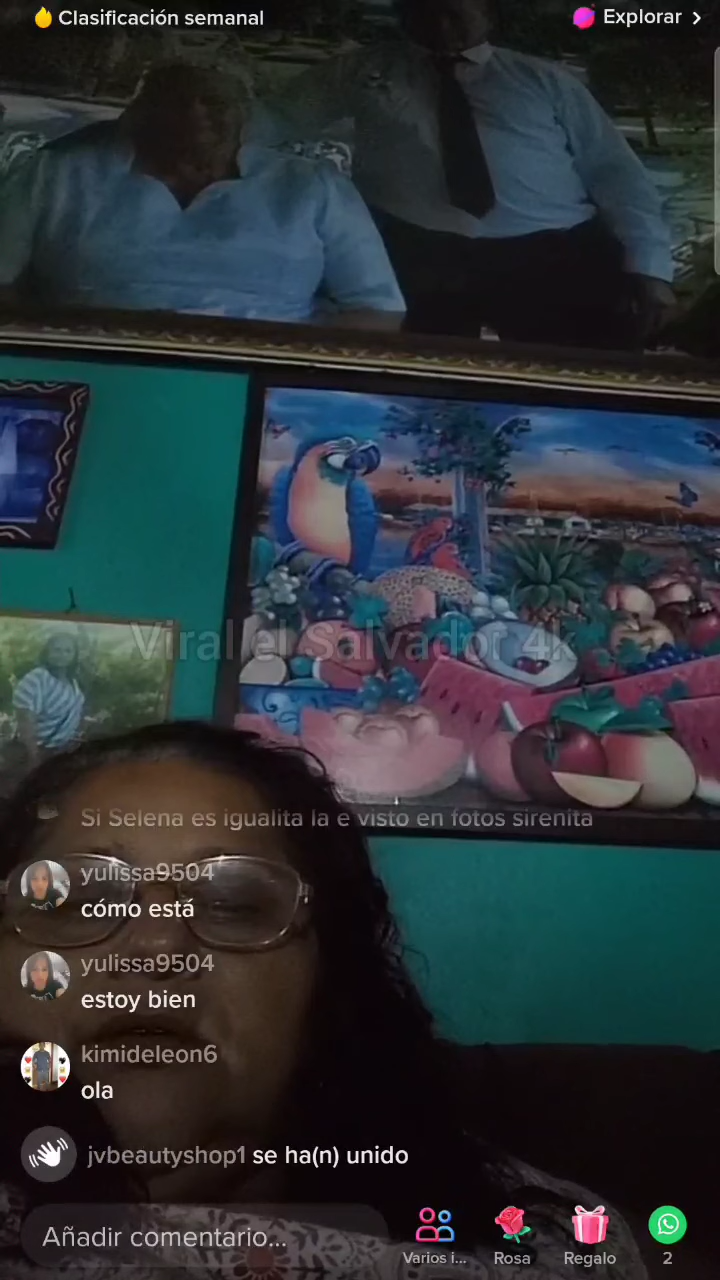 Clasificación semanal
Explorar
Viral el Salvador 4k
Si Selena es igualita la e visto en fotos sirenita
yulissa9504
cómo está
yulissa9504
estoy bien
kimideleon6
ola
jvbeautyshop1 se ha(n) unido
Añadir comentario...
Varios i...
Rosa
Regalo
2